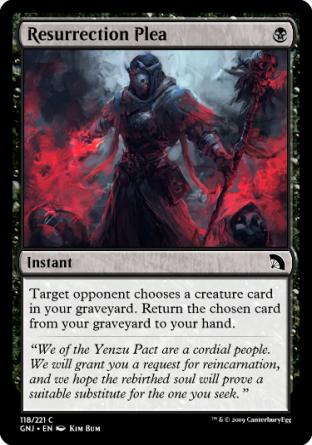 Resurrection Plea
Instant
Target opponent chooses a creature card
in your graveyard. Return the chosen card
from your graveyard to your hand.
“We of the Yenzu Pact are a cordial people.
We will grant you a request for reincarnation,
and we hope the rebirthed soul will prove a
suitable substitute for the one you seek.”
118/221 C
GNJ • EN Kim Bum
™ & © 2019 CanterburyEgg